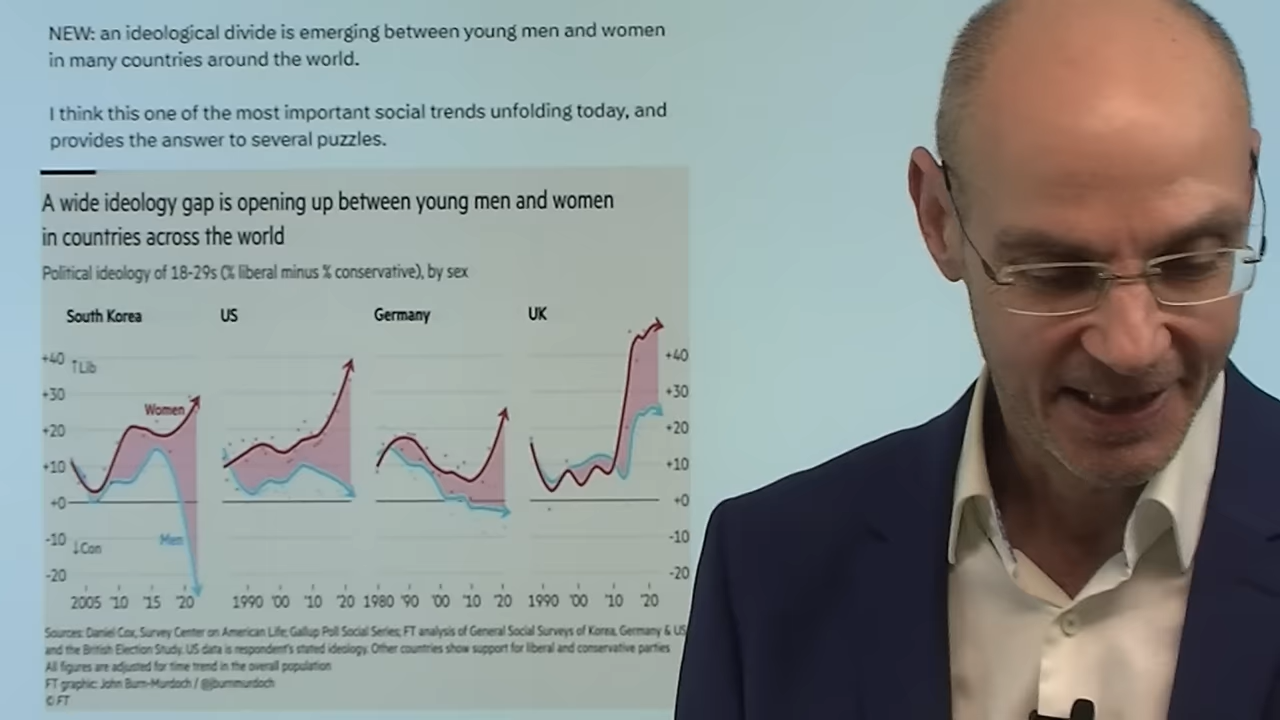 NEW: an ideological divide is emerging between young men and women
in many countries around the world.
I think this one of the most important social trends unfolding today, and
provides the answer to several puzzles.
A wide ideology gap is opening up between young men and women
in countries across the world
Political ideology of 18-29s (% liberal minus % conservative), by sex
South Korea US Germany UK
+40 ↑Lib +40
+30 +30
Women
+20 +20
+10 +10
+0 +0
-10 ↓Con Men -10
-20 -20
2005 '10 '15 '20 1990 '00 '10 '20 1980 '90 '00 '10 '20 1990 '00 '10 '20
Sources: Daniel Cox, Survey Center on American Life; Gallup Poll Social Series; FT analysis of General Social Surveys of Korea, Germany & US
and the British Election Study. US data is respondent's stated ideology. Other countries show support for liberal and conservative parties
All figures are adjusted for time trend in the overall population
FT graphic: John Burn-Murdoch / @jburnmurdoch
© FT